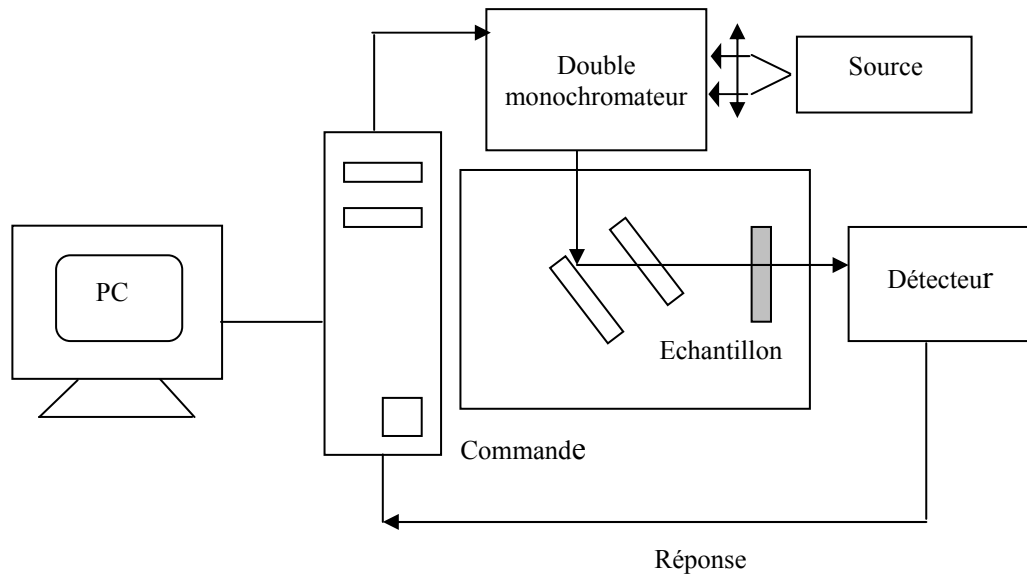 Double
monochromateur
Source
PC
Détecteur
Echantillon
Commande
Réponse